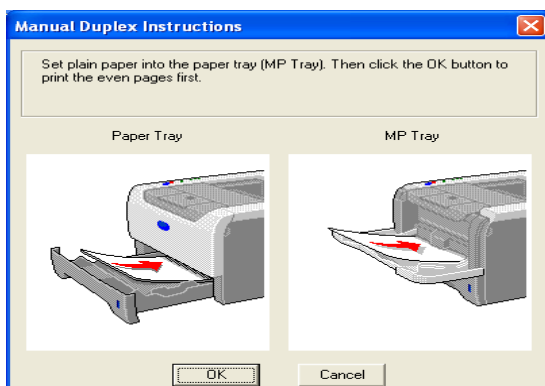 Manual Duplex Instructions
Set plain paper into the paper tray (MP Tray). Then click the OK button to
print the even pages first.
Paper Tray
MP Tray
OK
Cancel